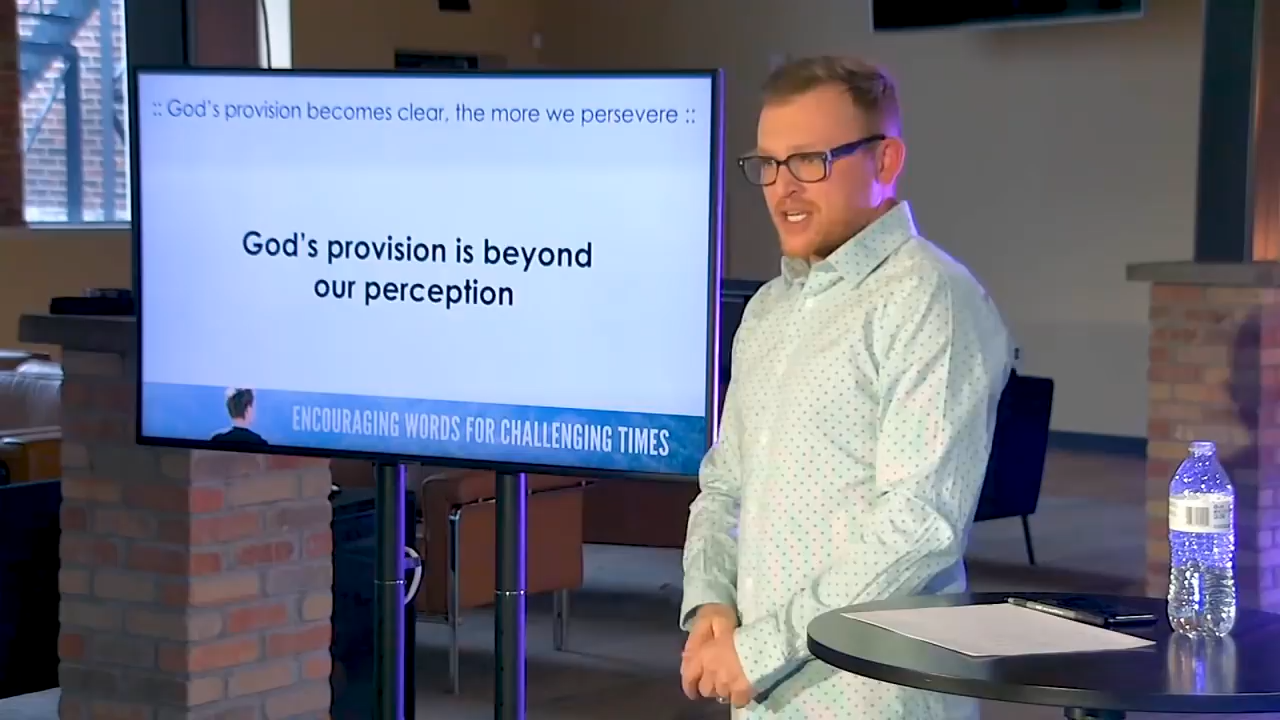 :: God's provision becomes clear, the more we persevere ::
God's provision is beyond
our perception
ENCOURAGING WORDS FOR CHALLENGING TIMES